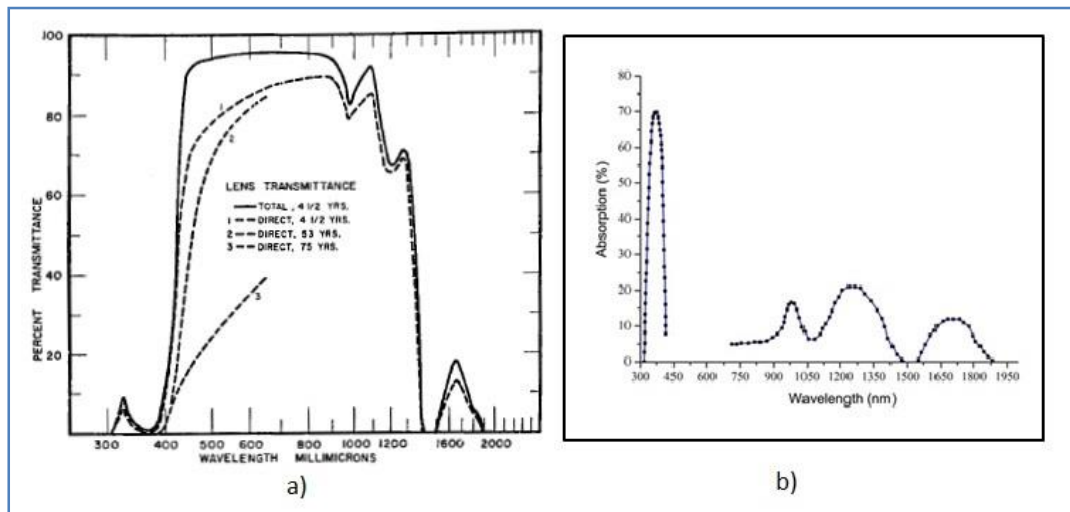 100
80
60
40
20
PERCENT TRANSMITTANCE
1
2
3
LENS TRANSMITTANCE
TOTAL, 4 1/2 YRS.
1 DIRECT, 4 1/2 YRS.
2 DIRECT, 53 YRS.
3 DIRECT, 75 YRS.
300 400 500 600 800 1000 1200 1600 2000
WAVELENGTH MILLIMICRONS
a)
80
70
60
50
40
30
20
10
0
Absorption (%)
300 450 600 750 900 1050 1200 1350 1500 1650 1800 1950
Wavelength (nm)
b)